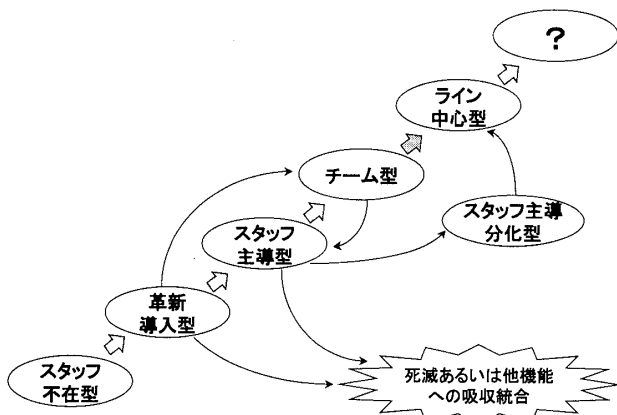 ?
ライン
中心型
チーム型
スタッフ主導
分化型
スタッフ
主導型
革新
導入型
スタッフ
不在型
死滅あるいは他機能
への吸収統合